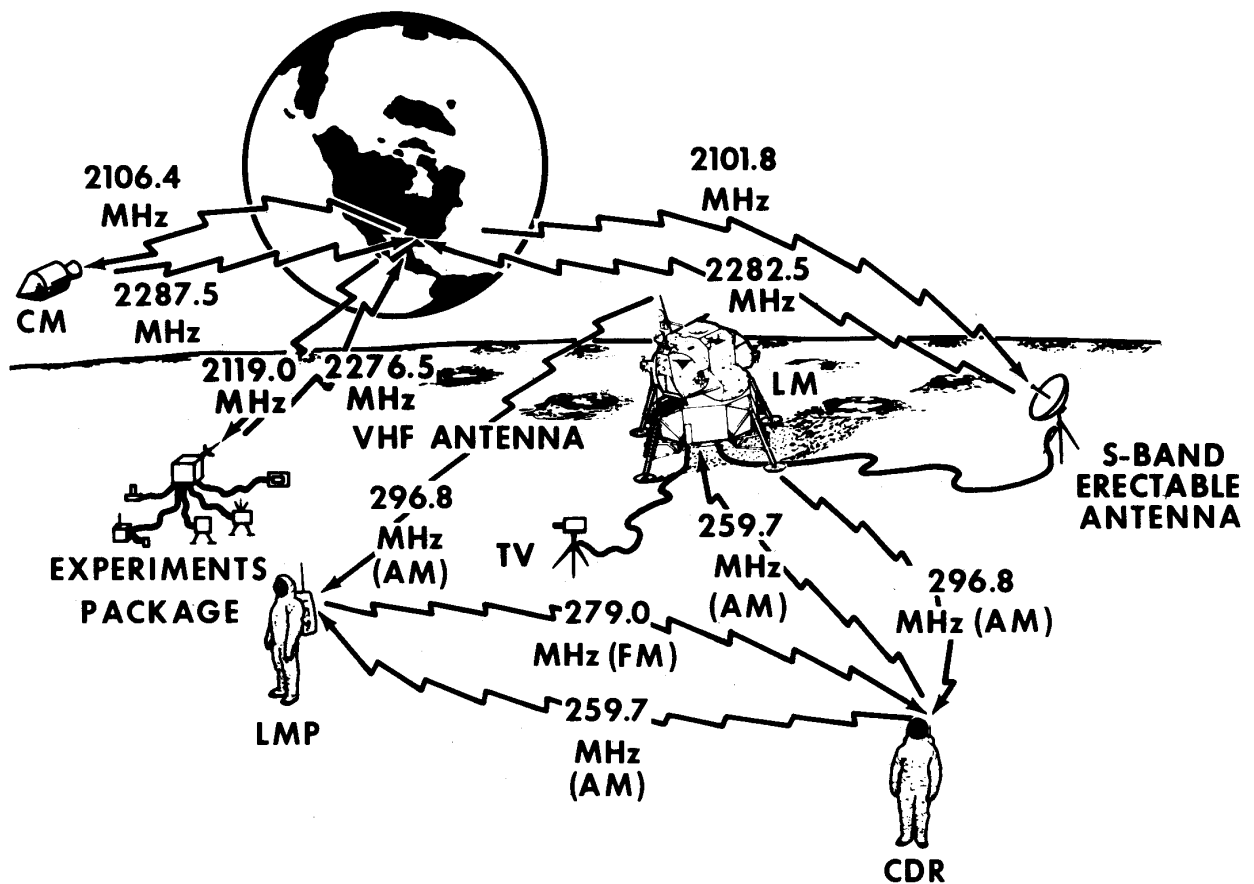 2106.4
MHz
2101.8
MHz
CM
2287.5
MHz
2282.5
MHz
2119.0
MHz
2276.5
MHz
LM
VHF ANTENNA
S-BAND
ERECTABLE
ANTENNA
296.8
MHz
(AM)
TV
259.7
MHz
(AM)
EXPERIMENTS
PACKAGE
296.8
MHz (AM)
279.0
MHz (FM)
LMP
259.7
MHz
(AM)
CDR